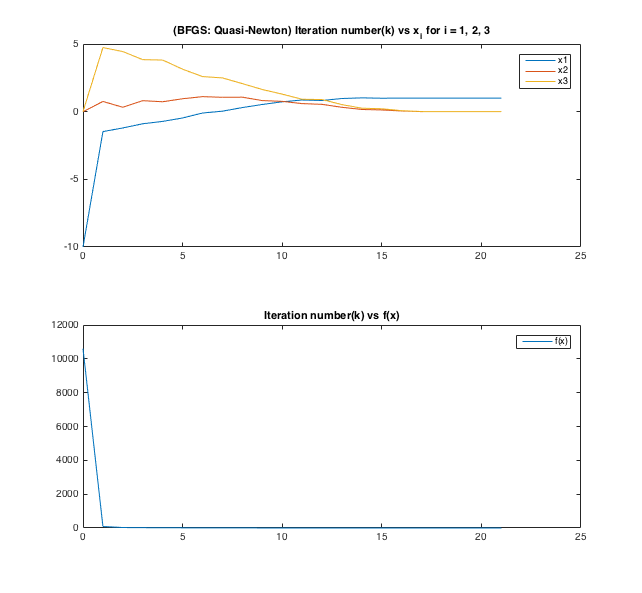 (BFGS: Quasi-Newton) Iteration number(k) vs x_i for i = 1, 2, 3
5
0
-5
-10
0 5 10 15 20 25
x1
x2
x3
Iteration number(k) vs f(x)
12000
10000
8000
6000
4000
2000
0
0 5 10 15 20 25
f(x)